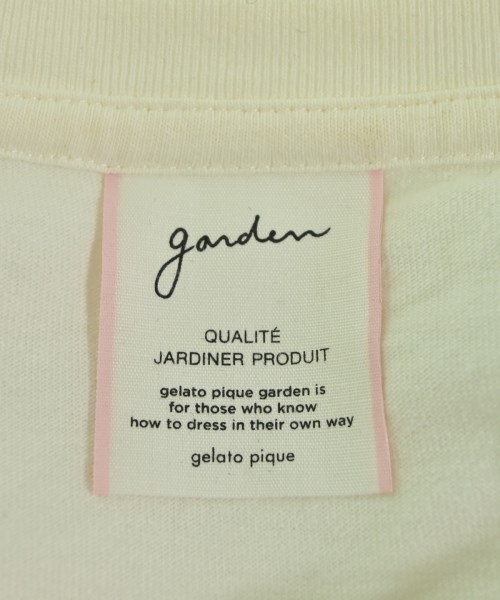 garden
QUALITÉ
JARDINER PRODUIT
gelato pique garden is
for those who know
how to dress in their own way
gelato pique